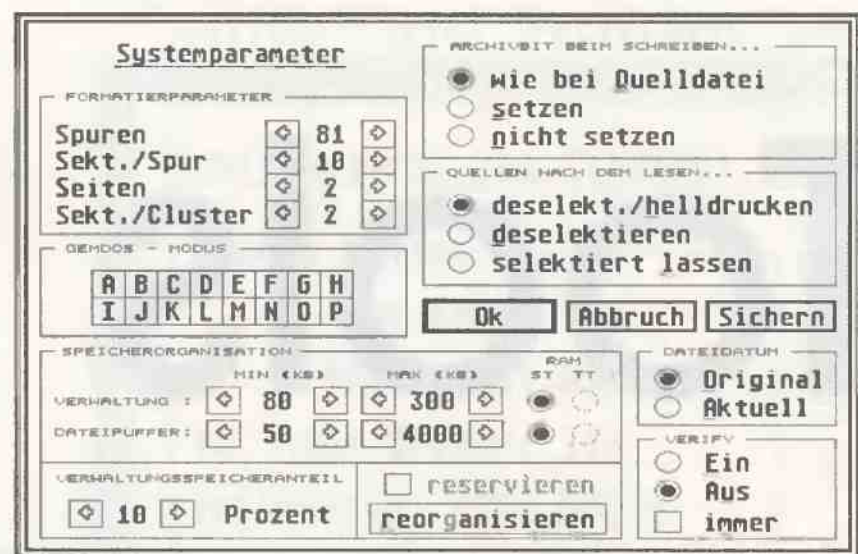 Systemparameter
FORMATIERPARAMETER
Spuren 81
Sekt./Spur 10
Seiten 2
Sekt./Cluster 2
GEMDOS - MODUS
A B C D E F G H
I J K L M N O P
ARCHIVBIT BEIM SCHREIBEN...
wie bei Quelldatei
setzen
nicht setzen
QUELLEN NACH DEM LESEN...
deselekt./helldrucken
deselektieren
selektiert lassen
Ok Abbruch Sichern
SPEICHERORGANISATION
MIN (KB) MAX (KB) RAM
ST TT
VERWALTUNG : 80 300
DATEIPUFFER: 50 4000
VERWALTUNGSSPEICHERANTEIL
10 Prozent
reservieren
reorganisieren
DATEIDATUM
Original
Aktuell
VERIFY
Ein
Aus
immer